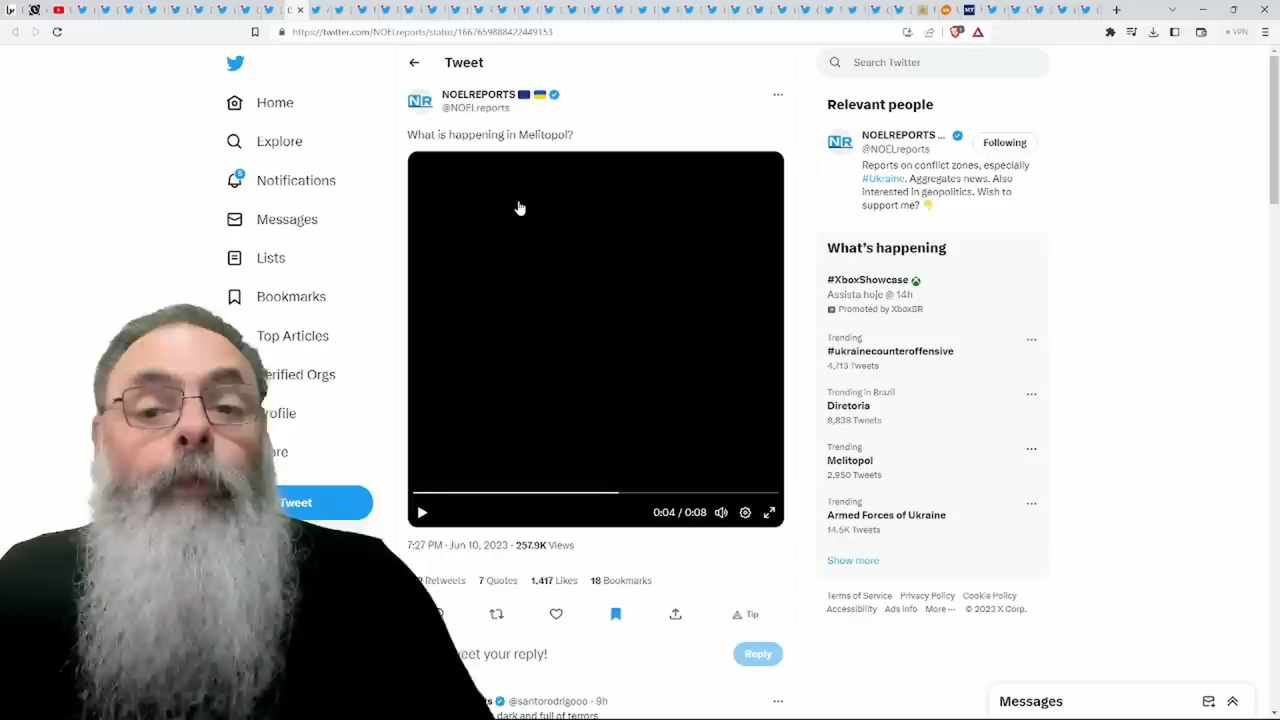 https://twitter.com/NOELreports/status/1667659888422449153
VPN
Home
Explore
Notifications
Messages
Lists
Bookmarks
Top Articles
erified Orgs
rofile
Tweet
Tweet
NOELREPORTS
@NOELreports
What is happening in Melitopol?
0:04 / 0:08
7:27 PM · Jun 10, 2023 · 257.9K Views
Retweets 7 Quotes 1,417 Likes 18 Bookmarks
Tip
weet your reply!
Reply
@santorodrigooo · 9h
dark and full of terrors
Search Twitter
Relevant people
NOELREPORTS ...
@NOELreports
Following
Reports on conflict zones, especially
#Ukraine. Aggregates news. Also
interested in geopolitics. Wish to
support me?
What's happening
#XboxShowcase
Assista hoje @ 14h
Promoted by XboxBR
Trending
#ukrainecounteroffensive
4,713 Tweets
Trending in Brazil
Diretoria
8,838 Tweets
Trending
Melitopol
2,950 Tweets
Trending
Armed Forces of Ukraine
14.5K Tweets
Show more
Terms of Service Privacy Policy Cookie Policy
Accessibility Ads info More ··· © 2023 X Corp.
Messages